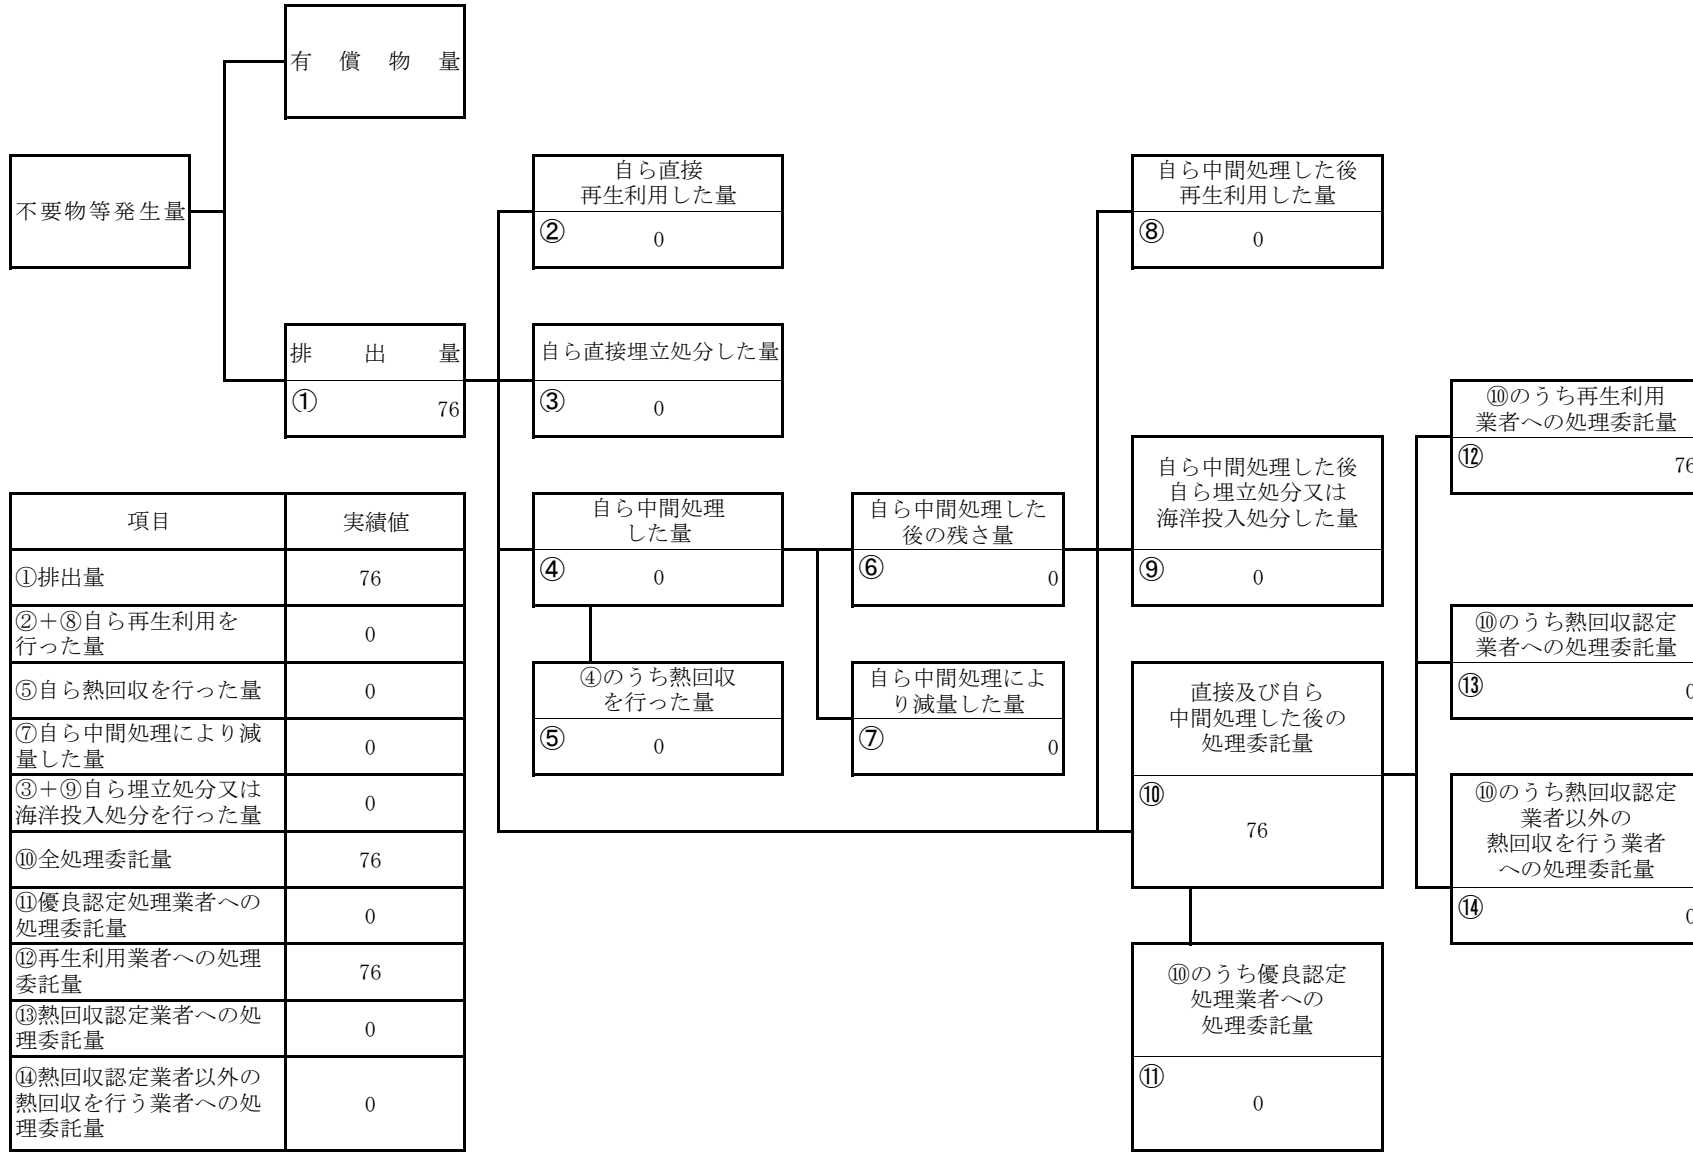 有償物量
不要物等発生量
排出量
① 76
自ら直接
再生利用した量
② 0
自ら直接埋立処分した量
③ 0
自ら中間処理
した量
④ 0
④のうち熱回収
を行った量
⑤ 0
自ら中間処理した
後の残さ量
⑥ 0
自ら中間処理によ
り減量した量
⑦ 0
自ら中間処理した後
再生利用した量
⑧ 0
自ら中間処理した後
自ら埋立処分又は
海洋投入処分した量
⑨ 0
直接及び自ら
中間処理した後の
処理委託量
⑩
76
⑩のうち優良認定
処理業者への
処理委託量
⑪
0
⑩のうち再生利用
業者への処理委託量
⑫ 76
⑩のうち熱回収認定
業者への処理委託量
⑬ 0
⑩のうち熱回収認定
業者以外の
熱回収を行う業者
への処理委託量
⑭ 0
項目 実績値
①排出量 76
②+⑧自ら再生利用を
行った量 0
⑤自ら熱回収を行った量 0
⑦自ら中間処理により減
量した量 0
③+⑨自ら埋立処分又は
海洋投入処分を行った量 0
⑩全処理委託量 76
⑪優良認定処理業者への
処理委託量 0
⑫再生利用業者への処理
委託量 76
⑬熱回収認定業者への処
理委託量 0
⑭熱回収認定業者以外の
熱回収を行う業者への処
理委託量 0